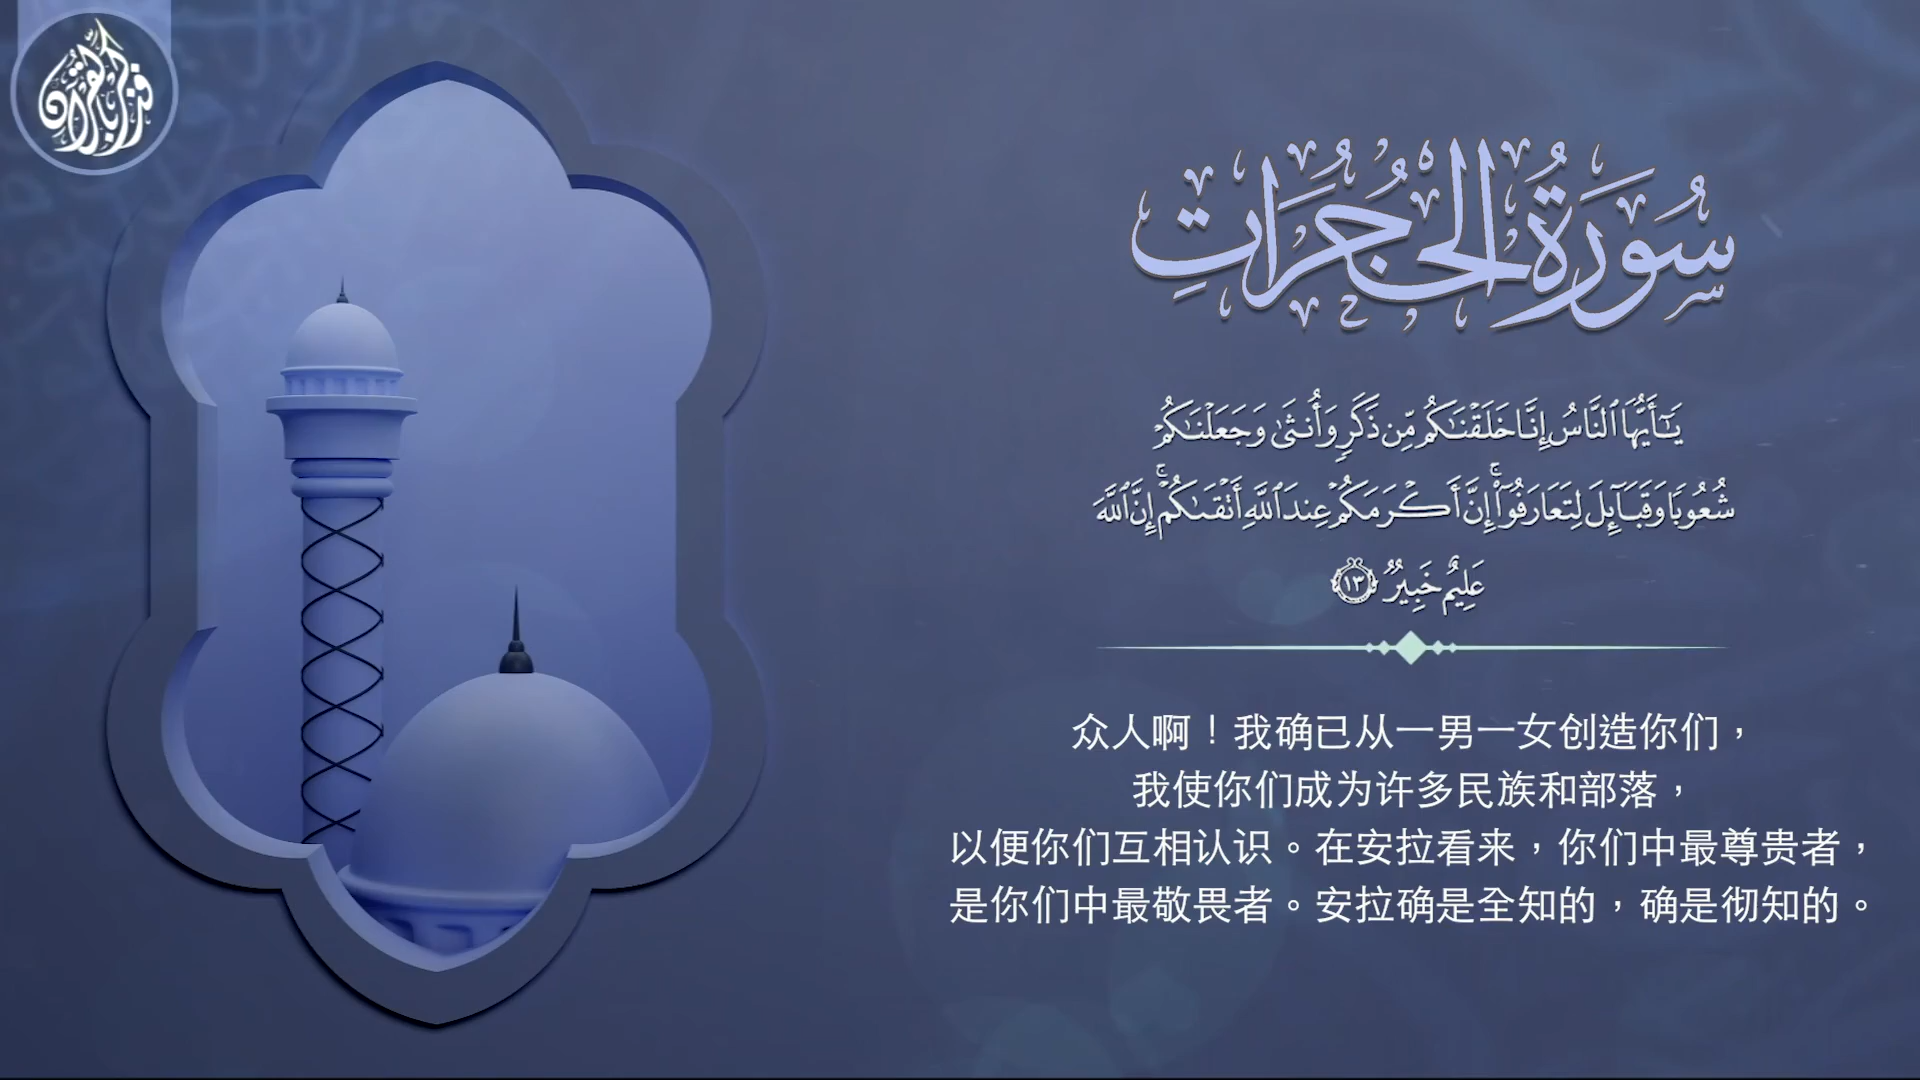 سُورَةُ الحُجُرَاتِ
يَٰٓأَيُّهَا ٱلنَّاسُ إِنَّا خَلَقۡنَٰكُم مِّن ذَكَرٖ وَأُنثَىٰ وَجَعَلۡنَٰكُمۡ
شُعُوبٗا وَقَبَآئِلَ لِتَعَارَفُوٓاْۚ إِنَّ أَكۡرَمَكُمۡ عِندَ ٱللَّهِ أَتۡقَىٰكُمۡۚ إِنَّ ٱللَّهَ
عَلِيمٌ خَبِيرٞ ١٣
众人啊！我确已从一男一女创造你们，
我使你们成为许多民族和部落，
以便你们互相认识。在安拉看来，你们中最尊贵者，
是你们中最敬畏者。安拉确是全知的，确是彻知的。